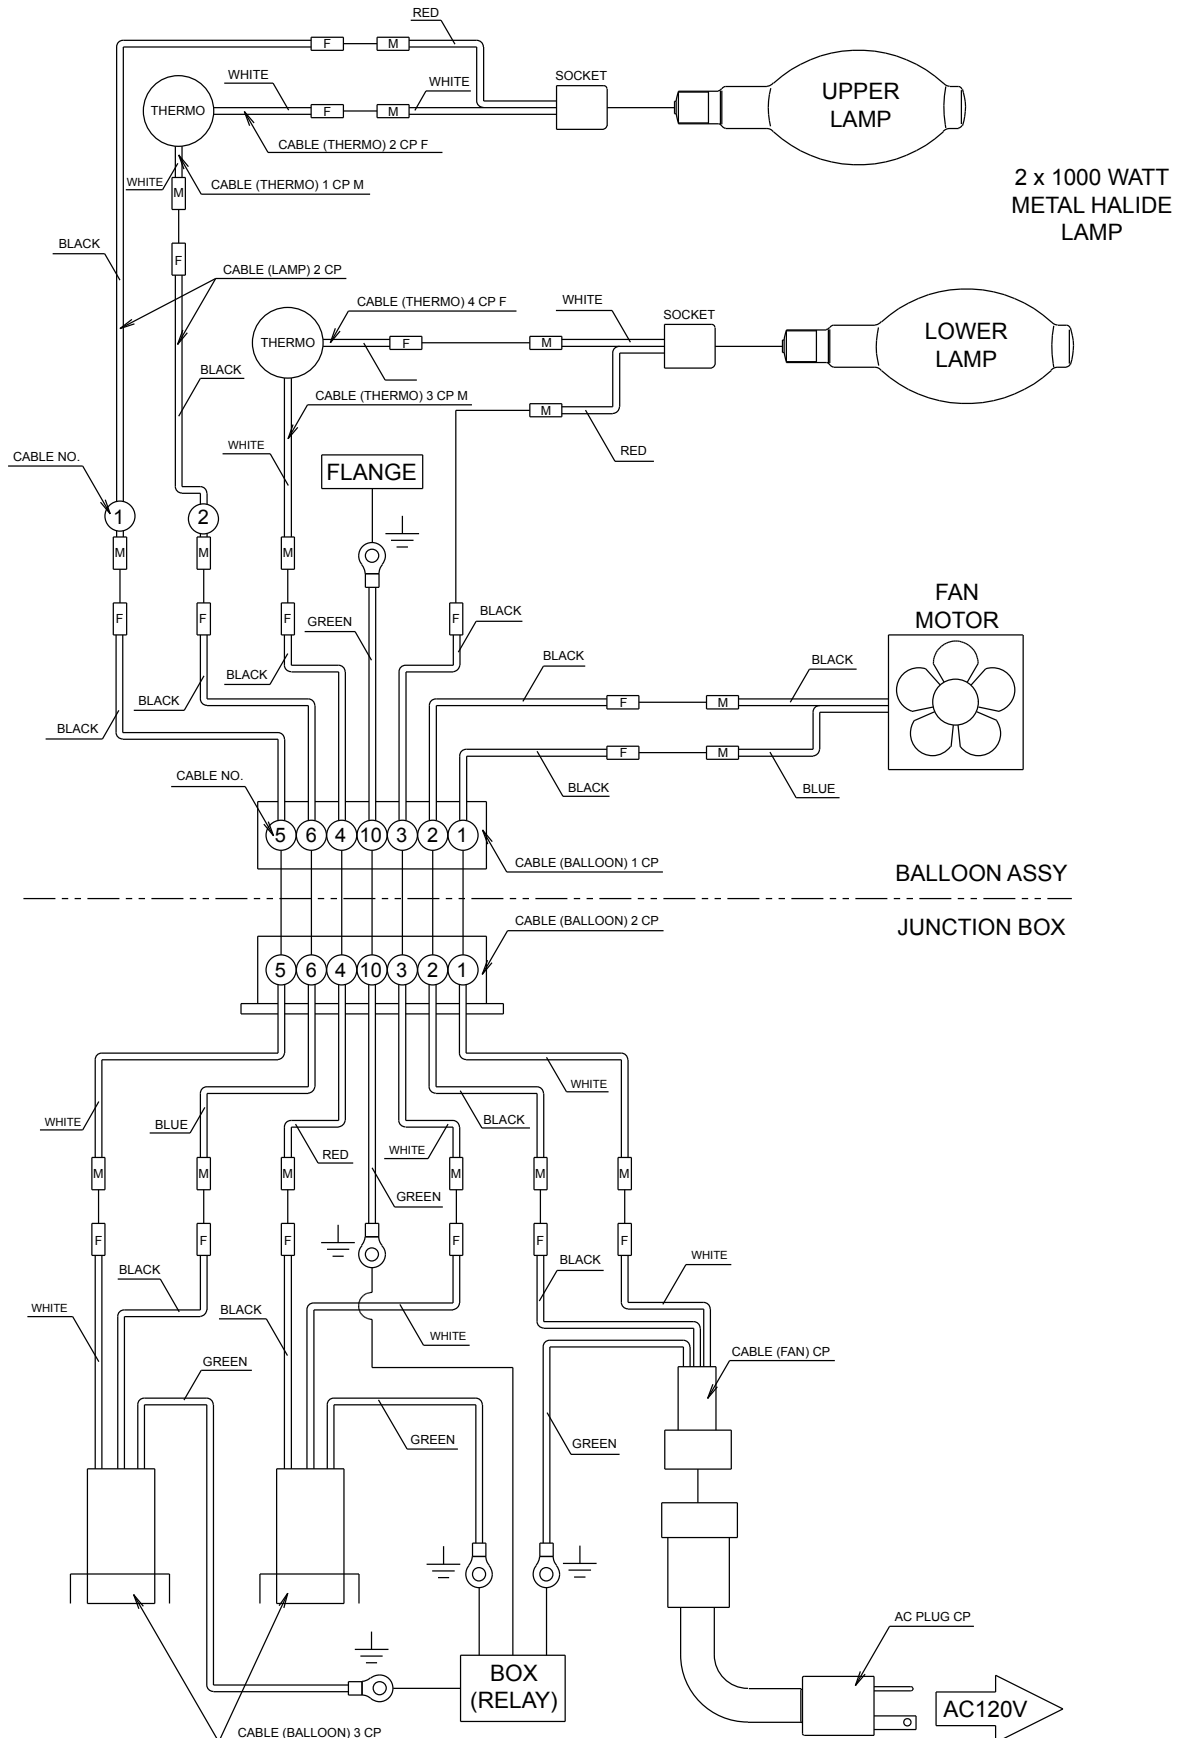 RED
F
M
WHITE
WHITE
SOCKET
UPPER
LAMP
THERMO
F
M
CABLE (THERMO) 2 CP F
2 x 1000 WATT
METAL HALIDE
LAMP
WHITE
M
CABLE (THERMO) 1 CP M
BLACK
F
CABLE (LAMP) 2 CP
CABLE (THERMO) 4 CP F
WHITE
SOCKET
LOWER
LAMP
THERMO
F
M
BLACK
CABLE (THERMO) 3 CP M
M
WHITE
RED
CABLE NO.
FLANGE
1
2
M
M
M
FAN
MOTOR
F
F
F
GREEN
F
BLACK
BLACK
BLACK
BLACK
BLACK
F
M
BLACK
F
M
BLACK
BLUE
CABLE NO.
5
6
4
10
3
2
1
CABLE (BALLOON) 1 CP
BALLOON ASSY
CABLE (BALLOON) 2 CP
JUNCTION BOX
5
6
4
10
3
2
1
WHITE
WHITE
BLUE
RED
WHITE
BLACK
M
M
M
M
M
M
GREEN
F
F
F
F
F
F
BLACK
BLACK
WHITE
WHITE
BLACK
WHITE
GREEN
CABLE (FAN) CP
GREEN
GREEN
AC PLUG CP
BOX
(RELAY)
AC120V
CABLE (BALLOON) 3 CP